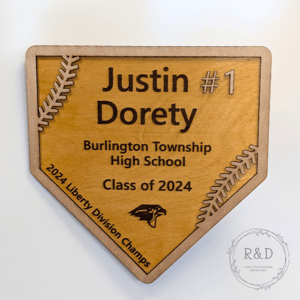 Justin #1
Dorety
Burlington Township
High School
Class of 2024
2024 Liberty Division Champs
R&D